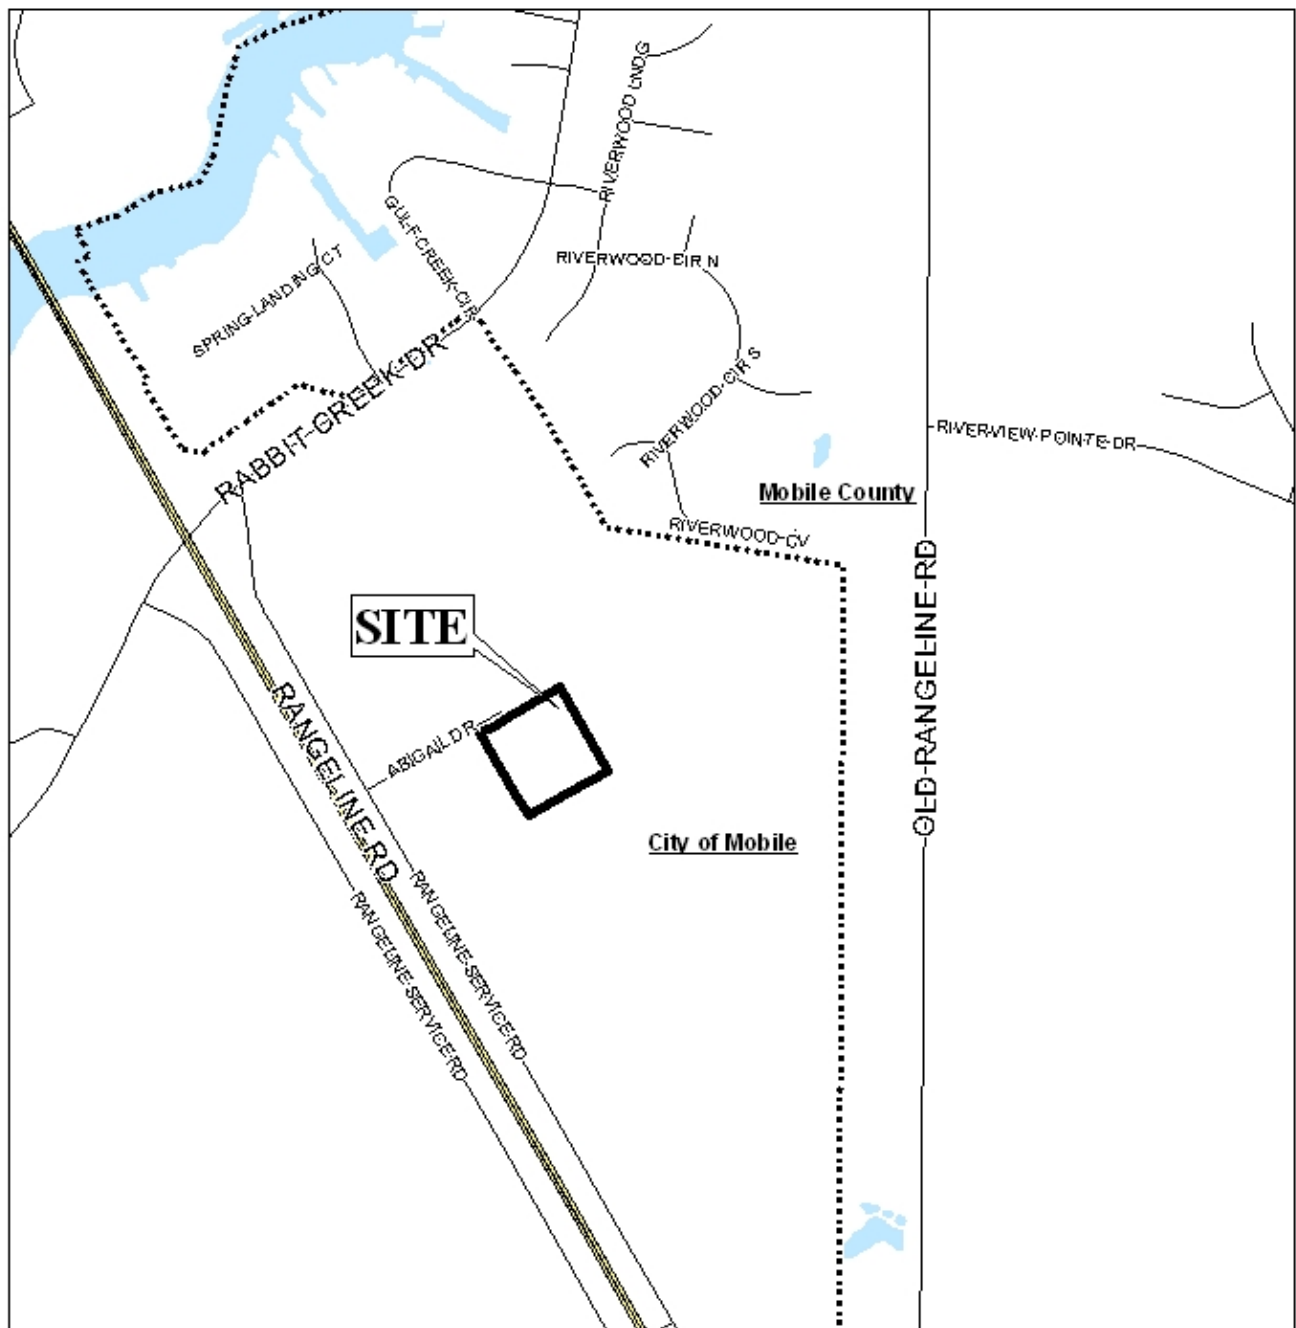 RIVERWOOD LNDG
GULF CREEK CIR
RIVERWOOD CIR N
SPRING LANDING CT
RABBIT CREEK DR
RIVERWOOD CIR S
RIVERVIEW POINTE DR
Mobile County
RIVERWOOD CV
OLD RANGELINE RD
SITE
ABIGAIL DR
RANGELINE RD
City of Mobile
RANGELINE SERVICE RD
RANGELINE SERVICE RD